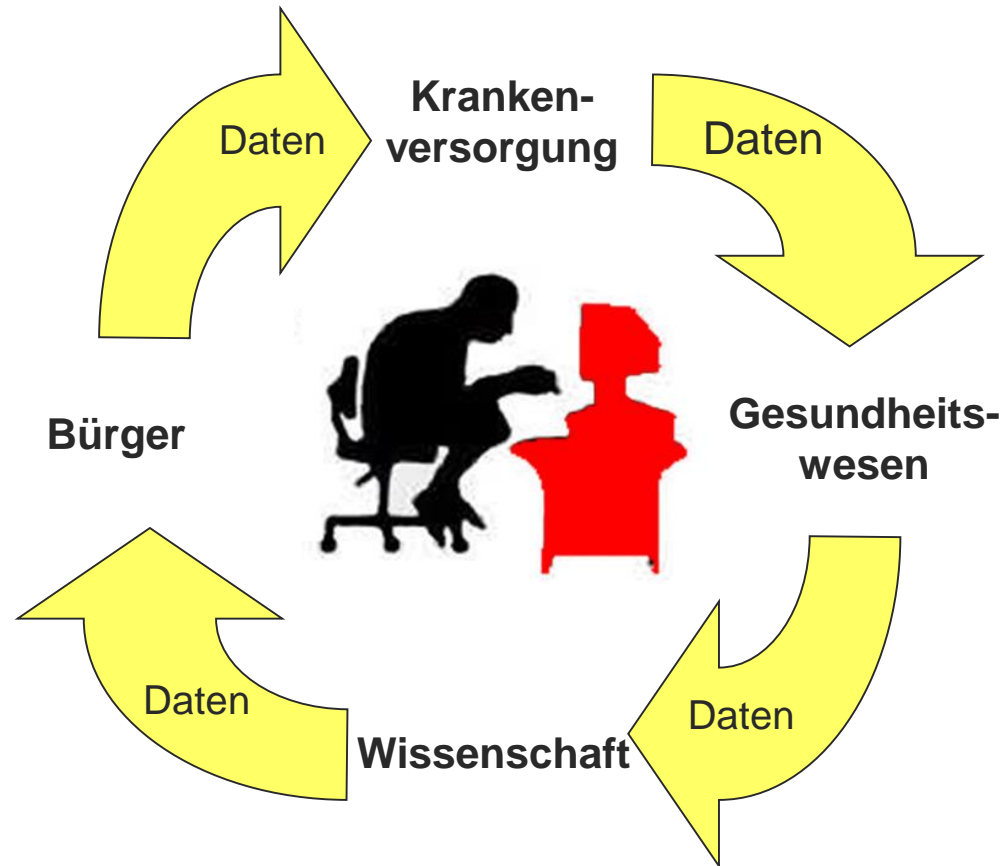 Kranken-
versorgung
Daten
Daten
Gesundheits-
wesen
Daten
Wissenschaft
Daten
Bürger